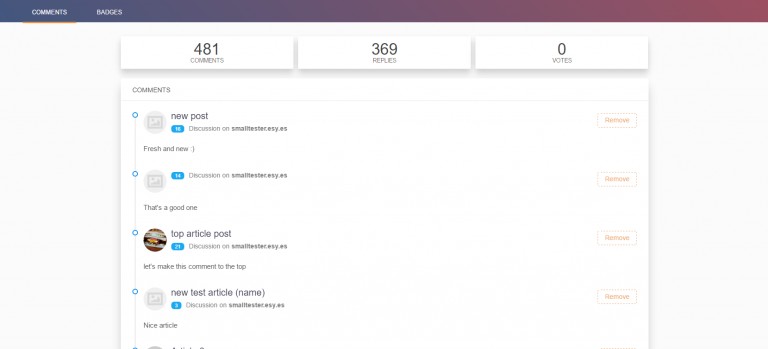 COMMENTS BADGES
481 369 0
COMMENTS REPLIES VOTES
COMMENTS
new post
Remove
16 Discussion on smalltester.esy.es
Fresh and new :)
14 Discussion on smalltester.esy.es
Remove
That's a good one
top article post
Remove
21 Discussion on smalltester.esy.es
let's make this comment to the top
new test article (name)
Remove
3 Discussion on smalltester.esy.es
Nice article